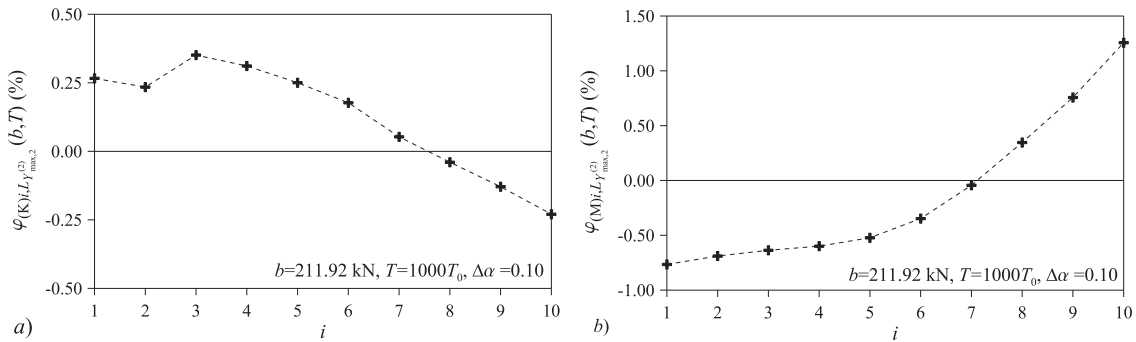 0.50
0.25
0.00
-0.25
-0.50
φ(K)i,L_Y max,2^(2) (b,T) (%)
b=211.92 kN, T=1000T₀, Δα=0.10
1 2 3 4 5 6 7 8 9 10
i
a)
1.50
1.00
0.50
0.00
-0.50
-1.00
φ(M)i,L_Y max,2^(2) (b,T) (%)
b=211.92 kN, T=1000T₀, Δα=0.10
1 2 3 4 5 6 7 8 9 10
i
b)